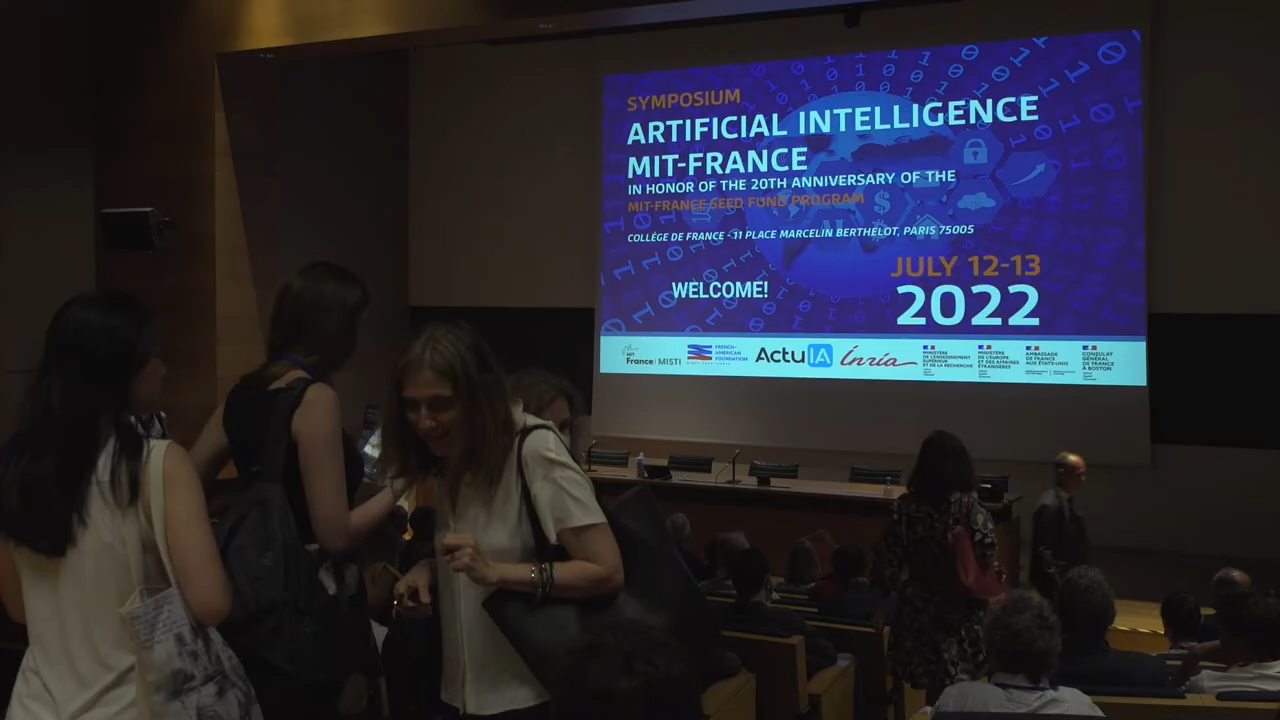 SYMPOSIUM
ARTIFICIAL INTELLIGENCE
MIT-FRANCE
IN HONOR OF THE 20TH ANNIVERSARY OF THE
MIT-FRANCE SEED FUND PROGRAM
COLLÈGE DE FRANCE - 11 PLACE MARCELIN BERTHELOT, PARIS 75005
JULY 12-13
WELCOME!
2022
MIT
France | MISTI
FRENCH-
AMERICAN
FOUNDATION
ActuIA
Inria
MINISTÈRE
DE L'ENSEIGNEMENT
SUPÉRIEUR
ET DE LA RECHERCHE
MINISTÈRE
DE L'EUROPE
ET DES AFFAIRES
ÉTRANGÈRES
AMBASSADE
DE FRANCE
AUX ÉTATS-UNIS
CONSULAT
GÉNÉRAL
DE FRANCE
À BOSTON